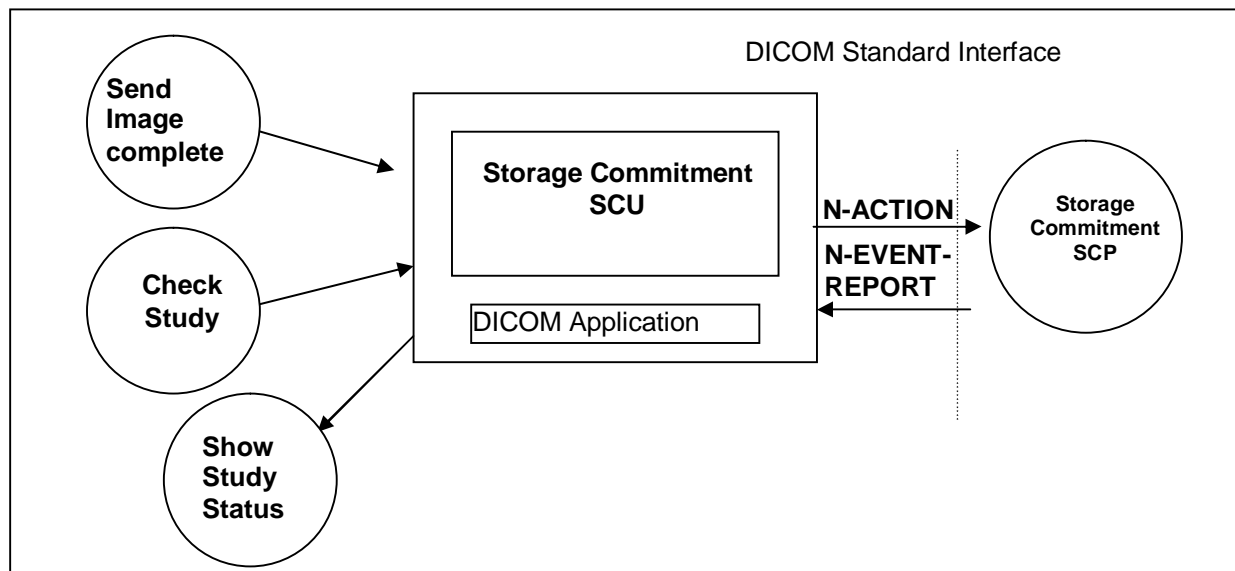 DICOM Standard Interface
Send
Image
complete
Storage Commitment
SCU
N-ACTION
N-EVENT-
REPORT
Storage
Commitment
SCP
Check
Study
DICOM Application
Show
Study
Status